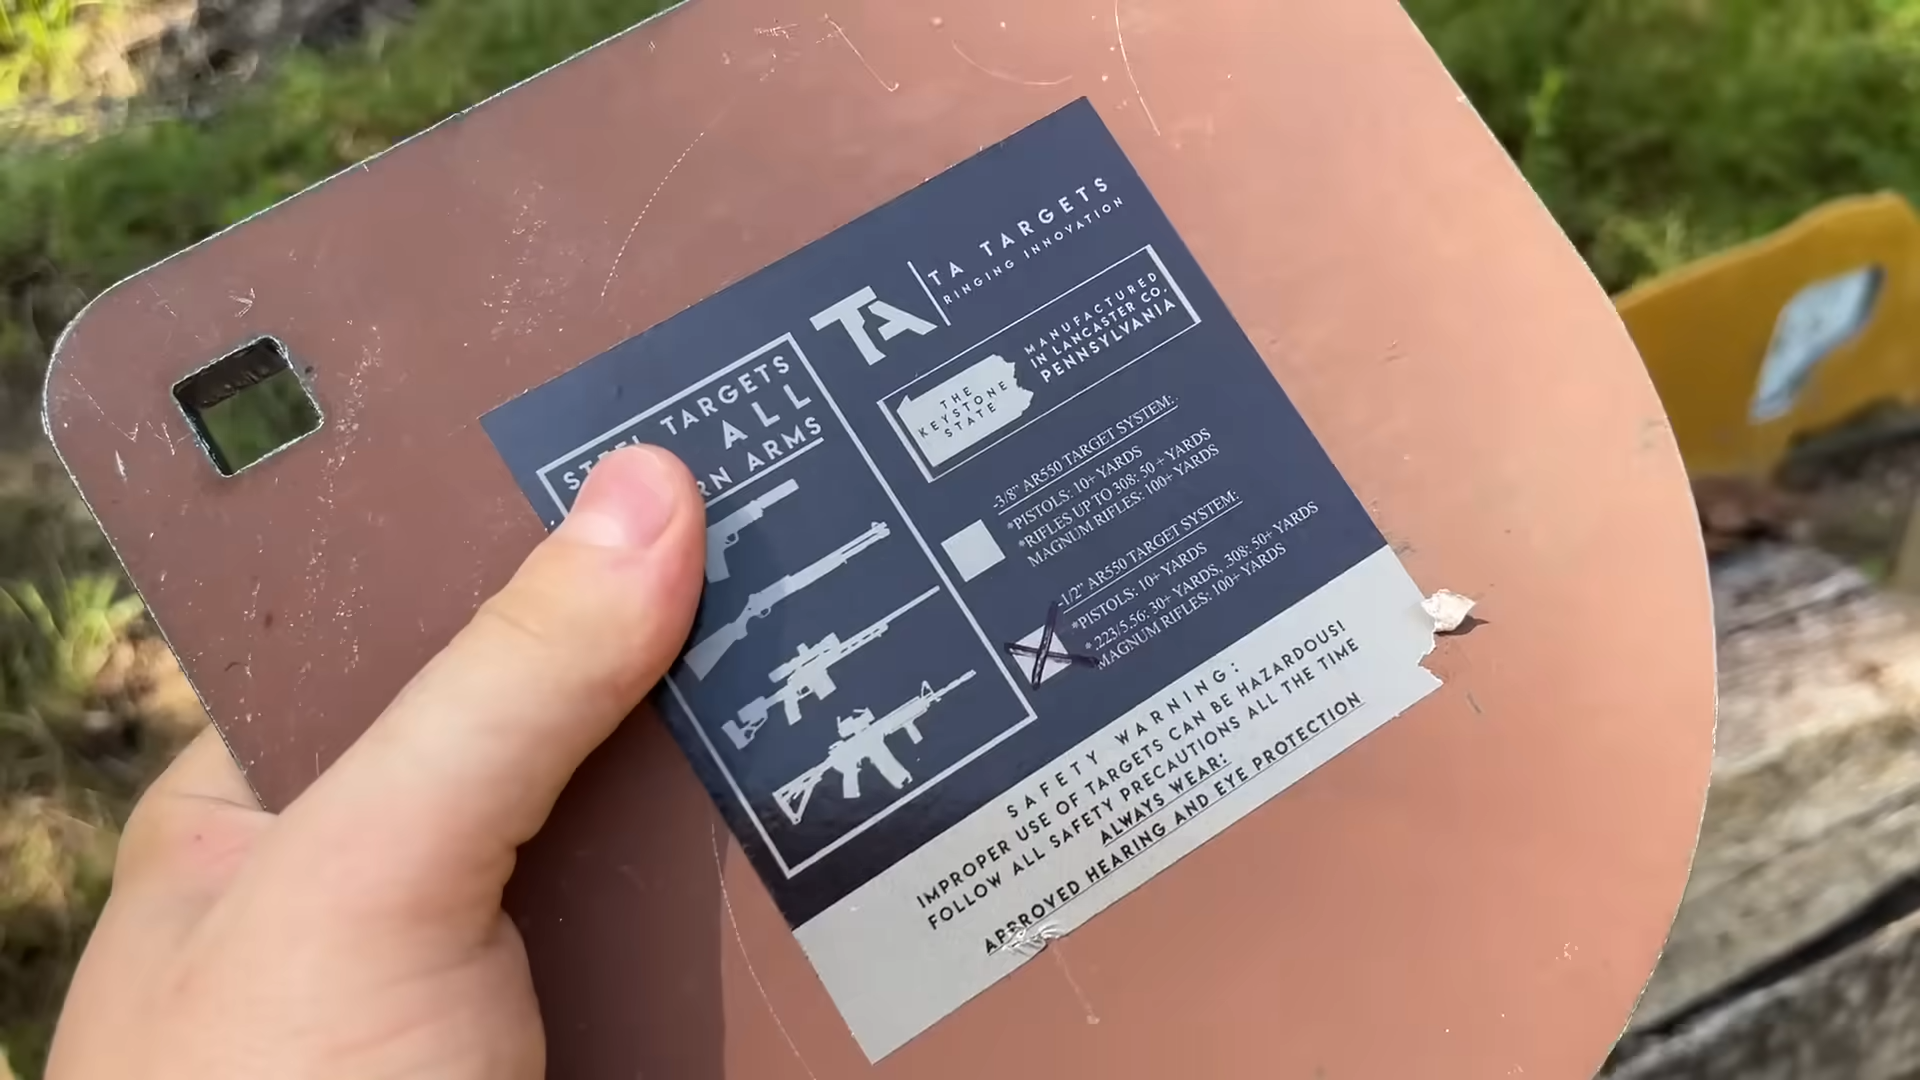 TA
TA TARGETS
RINGING INNOVATION
STEEL TARGETS
ALL
ARMS
THE
KEYSTONE
STATE
MANUFACTURED
IN LANCASTER CO.
PENNSYLVANIA
-3/8" AR550 TARGET SYSTEM:
*PISTOLS: 10+ YARDS
*RIFLES UP TO 308: 50 + YARDS
MAGNUM RIFLES: 100+ YARDS
-1/2" AR550 TARGET SYSTEM:
*PISTOLS: 10+ YARDS
*.223/5.56: 30+ YARDS, .308: 50+ YARDS
MAGNUM RIFLES: 100+ YARDS
SAFETY WARNING:
IMPROPER USE OF TARGETS CAN BE HAZARDOUS!
FOLLOW ALL SAFETY PRECAUTIONS ALL THE TIME
ALWAYS WEAR:
APPROVED HEARING AND EYE PROTECTION